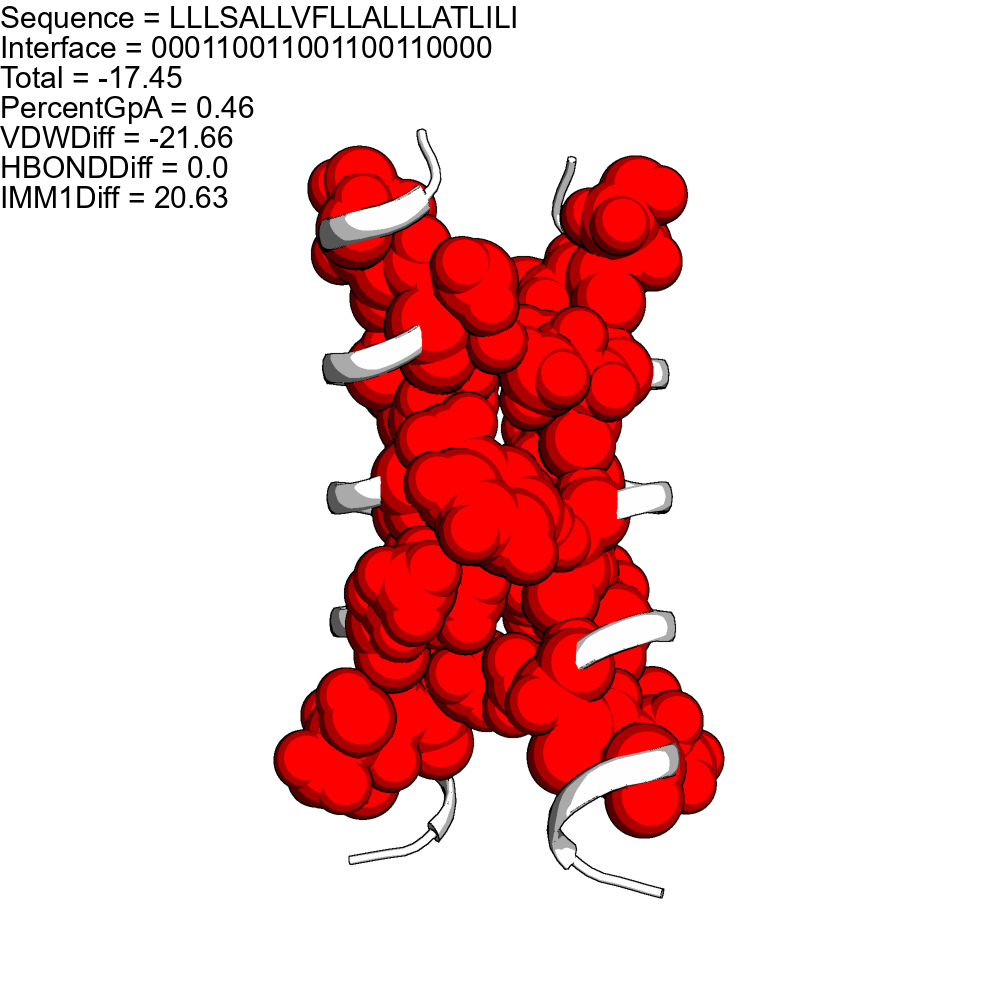 Sequence = LLLSALLVFLLALLLATLILI
Interface = 000110011001100110000
Total = -17.45
PercentGpA = 0.46
VDWDiff = -21.66
HBONDDiff = 0.0
IMM1Diff = 20.63